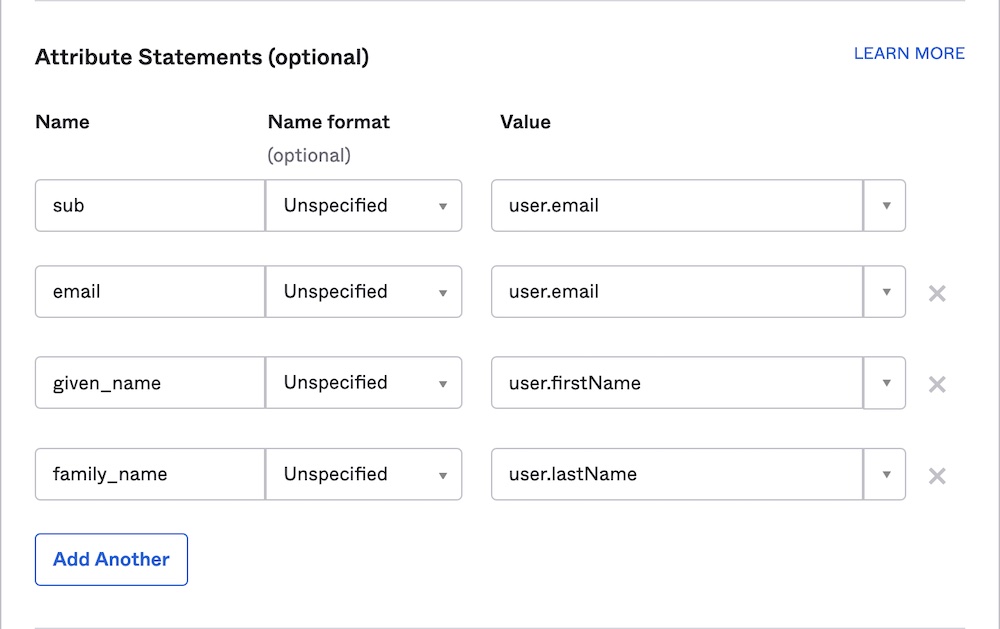 Attribute Statements (optional) LEARN MORE
Name Name format Value
(optional)
sub Unspecified user.email
email Unspecified user.email
given_name Unspecified user.firstName
family_name Unspecified user.lastName
Add Another